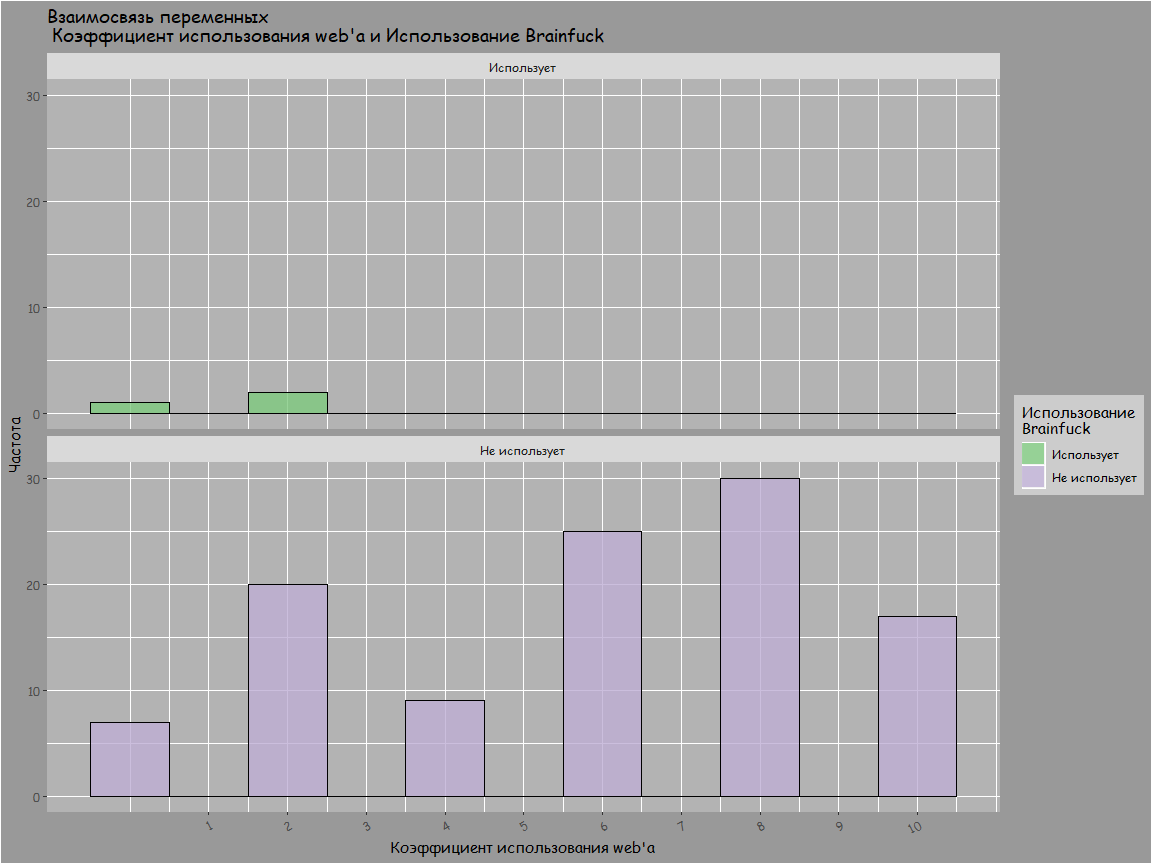 Взаимосвязь переменных
Коэффициент использования web'а и Использование Brainfuck
Использует
30
20
10
0
Частота
Не использует
30
20
10
0
1 2 3 4 5 6 7 8 9 10
Коэффициент использования web'а
Использование
Brainfuck
Использует
Не использует